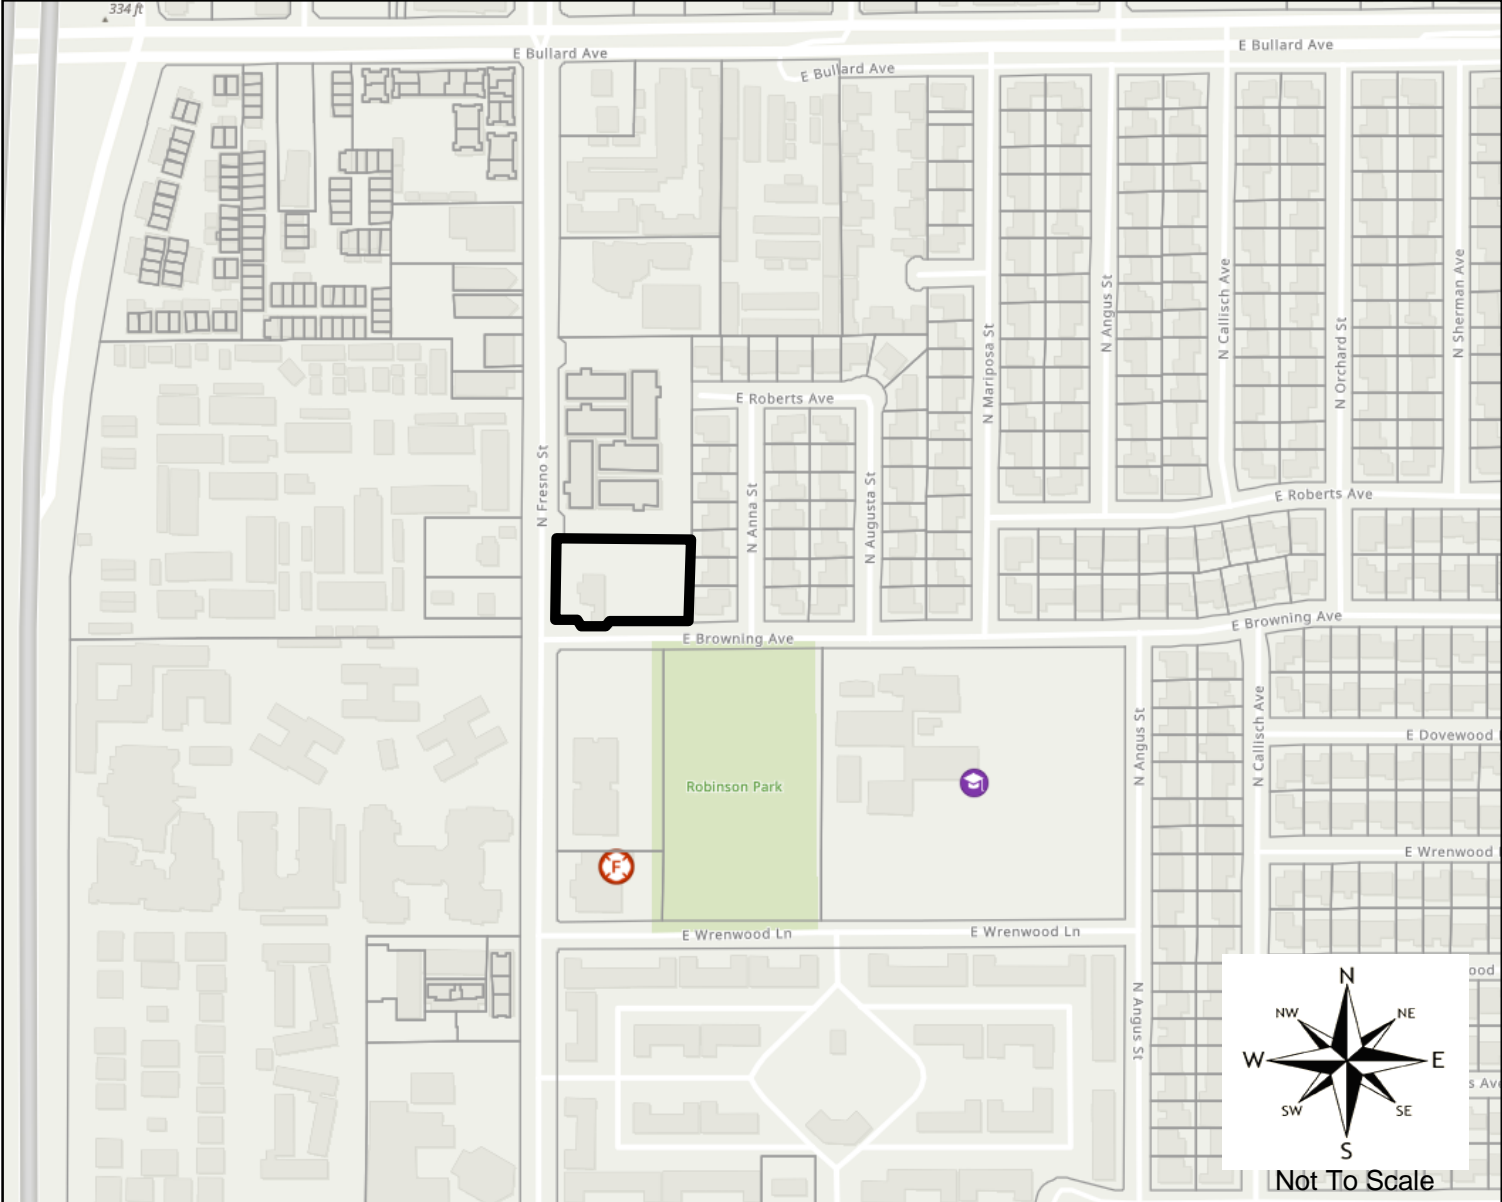 334 ft
E Bullard Ave
E Bullard Ave
E Bullard Ave
N Fresno St
N Mariposa St
N Angus St
N Callisch Ave
N Orchard St
N Sherman Ave
E Roberts Ave
N Anna St
N Augusta St
E Roberts Ave
E Browning Ave
E Browning Ave
Robinson Park
F
N Angus St
N Callisch Ave
E Dovewood
E Wrenwood
E Wrenwood Ln
E Wrenwood Ln
N Angus St
ood
s Av
N
NW
NE
W
E
SW
SE
S
Not To Scale